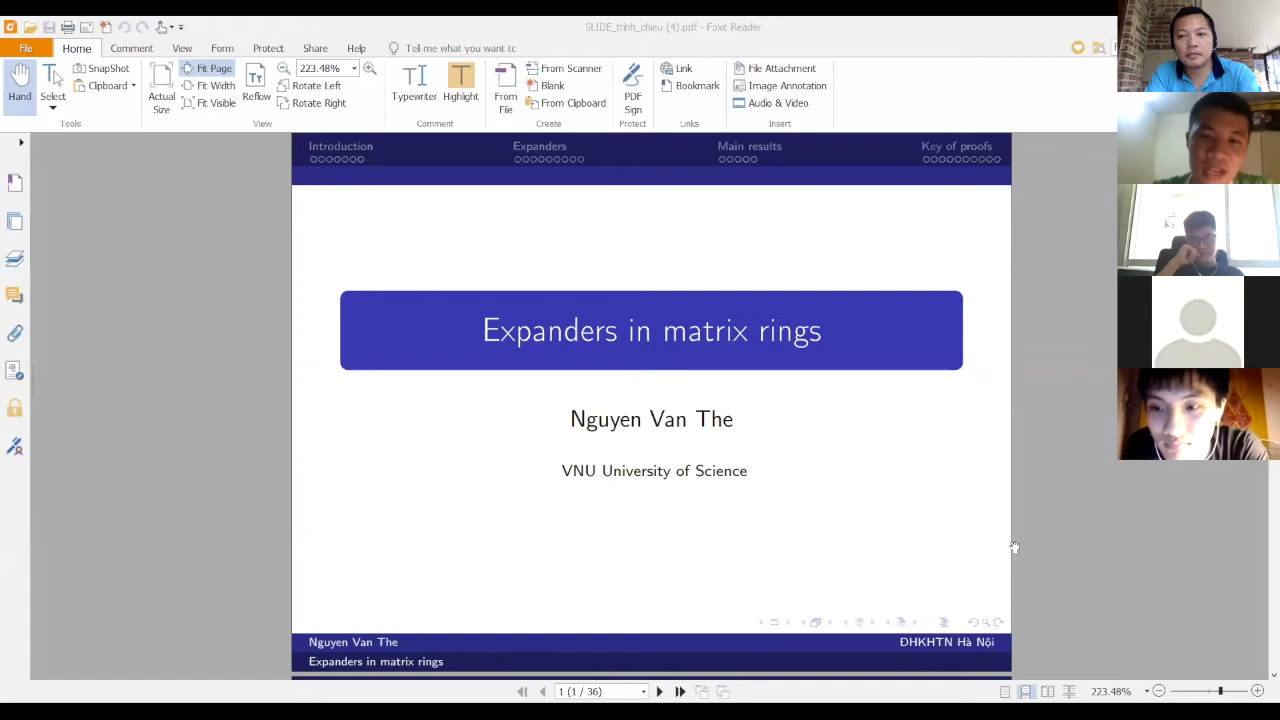 SLIDE_trinh_chieu (4).pdf - Foxit Reader
File Home Comment View Form Protect Share Help Tell me what you want to
Hand
Select
SnapShot
Clipboard
Tools
Actual Size
Fit Page
Fit Width
Fit Visible
Reflow
223.48%
Rotate Left
Rotate Right
View
Typewriter
Highlight
Comment
From File
From Scanner
Blank
From Clipboard
Create
PDF Sign
Protect
Link
Bookmark
Links
File Attachment
Image Annotation
Audio & Video
Insert
Introduction Expanders Main results Key of proofs
Expanders in matrix rings
Nguyen Van The
VNU University of Science
Nguyen Van The ĐHKHTN Hà Nội
Expanders in matrix rings
1 (1 / 36)
223.48%